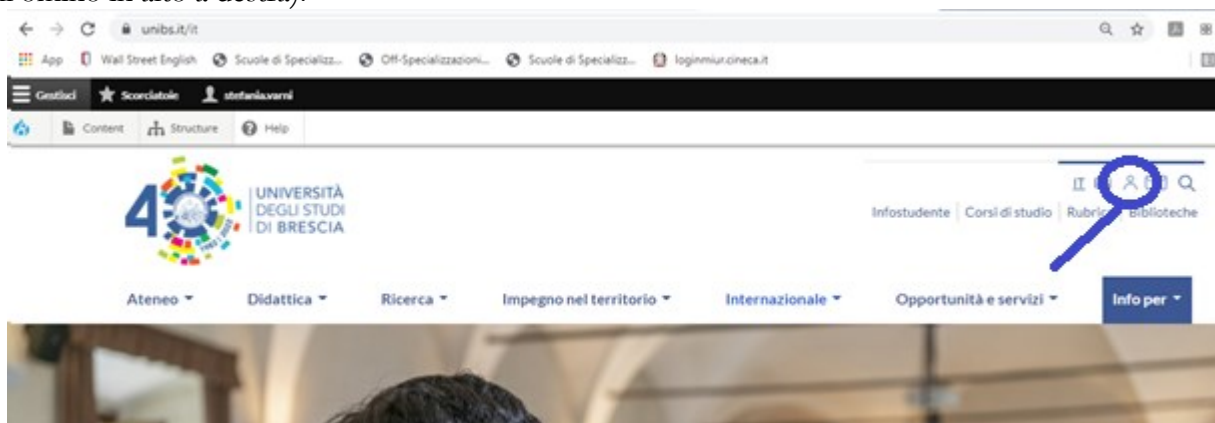 in alto a destra).
unibs.it/it
App Wall Street English Scuole di Specializz... Off-Specializzazioni... Scuole di Specializz... loginmiur.cineca.it
Gestisci Scorciatoie stefania.varni
Content Structure Help
40 UNIVERSITÀ
DEGLI STUDI
DI BRESCIA
IT
Infostudente Corsi di studio Rubrica Biblioteche
Ateneo Didattica Ricerca Impegno nel territorio Internazionale Opportunità e servizi Info per